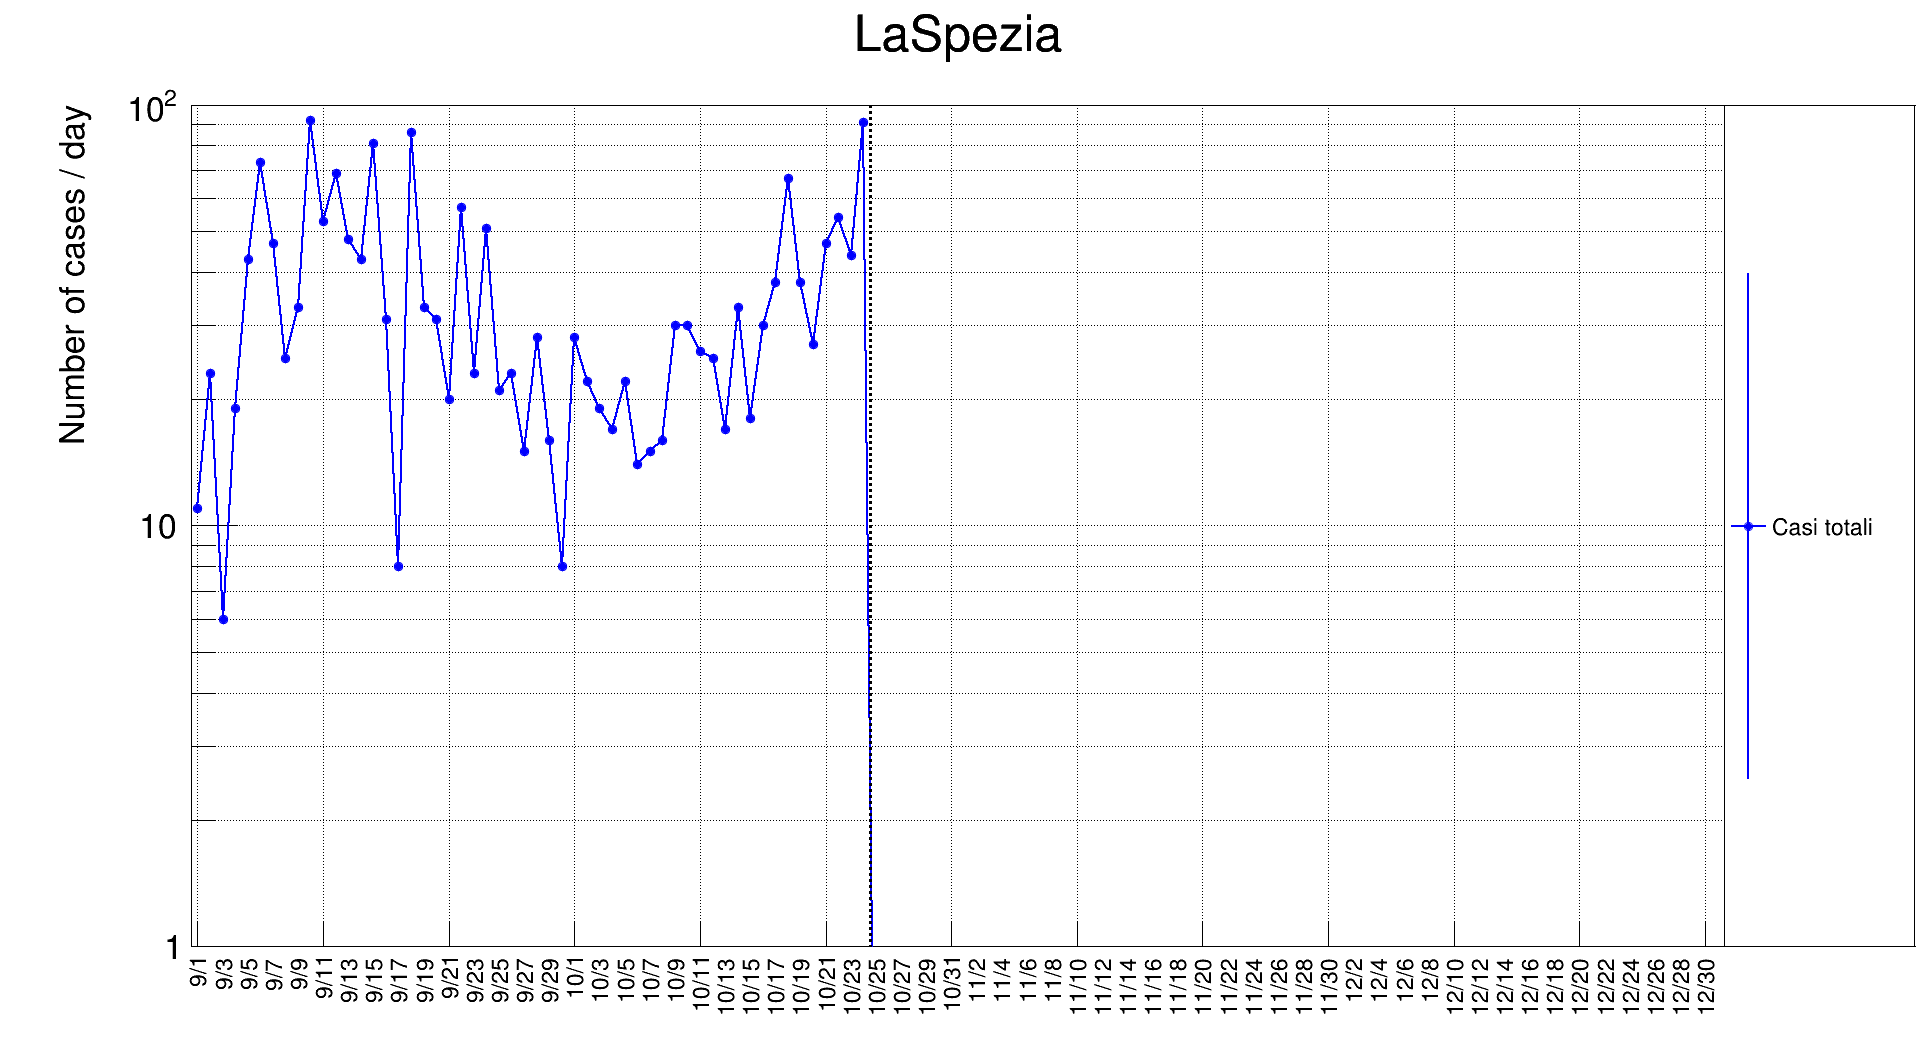 LaSpezia
Number of cases / day
10²
10
1
9/1 9/3 9/5 9/7 9/9 9/11 9/13 9/15 9/17 9/19 9/21 9/23 9/25 9/27 9/29 10/1 10/3 10/5 10/7 10/9 10/11 10/13 10/15 10/17 10/19 10/21 10/23 10/25 10/27 10/29 10/31 11/2 11/4 11/6 11/8 11/10 11/12 11/14 11/16 11/18 11/20 11/22 11/24 11/26 11/28 11/30 12/2 12/4 12/6 12/8 12/10 12/12 12/14 12/16 12/18 12/20 12/22 12/24 12/26 12/28 12/30
Casi totali